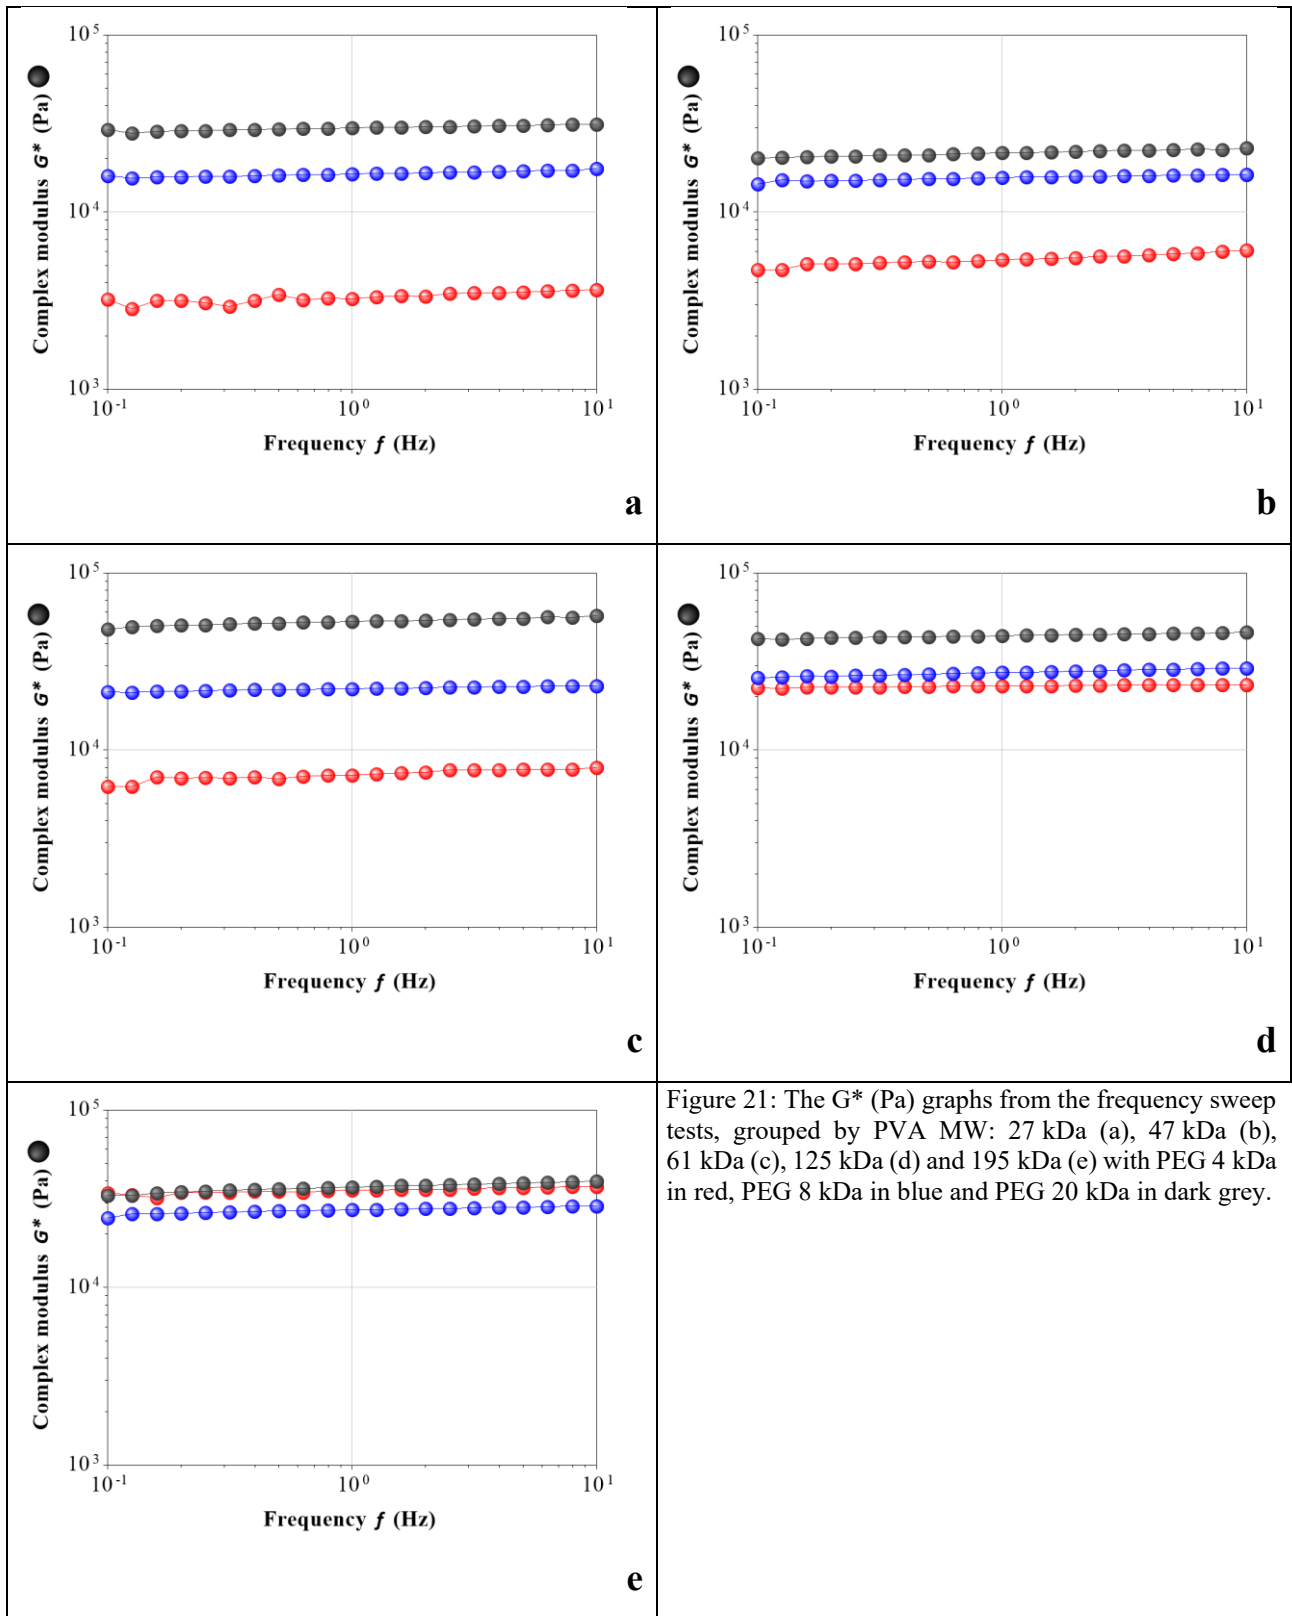 10⁵
10⁴
10³
Complex modulus G* (Pa)
10⁻¹ 10⁰ 10¹
Frequency f (Hz)
a
10⁵
10⁴
10³
Complex modulus G* (Pa)
10⁻¹ 10⁰ 10¹
Frequency f (Hz)
b
10⁵
10⁴
10³
Complex modulus G* (Pa)
10⁻¹ 10⁰ 10¹
Frequency f (Hz)
c
10⁵
10⁴
10³
Complex modulus G* (Pa)
10⁻¹ 10⁰ 10¹
Frequency f (Hz)
d
10⁵
10⁴
10³
Complex modulus G* (Pa)
10⁻¹ 10⁰ 10¹
Frequency f (Hz)
e
Figure 21: The G* (Pa) graphs from the frequency sweep
tests, grouped by PVA MW: 27 kDa (a), 47 kDa (b),
61 kDa (c), 125 kDa (d) and 195 kDa (e) with PEG 4 kDa
in red, PEG 8 kDa in blue and PEG 20 kDa in dark grey.